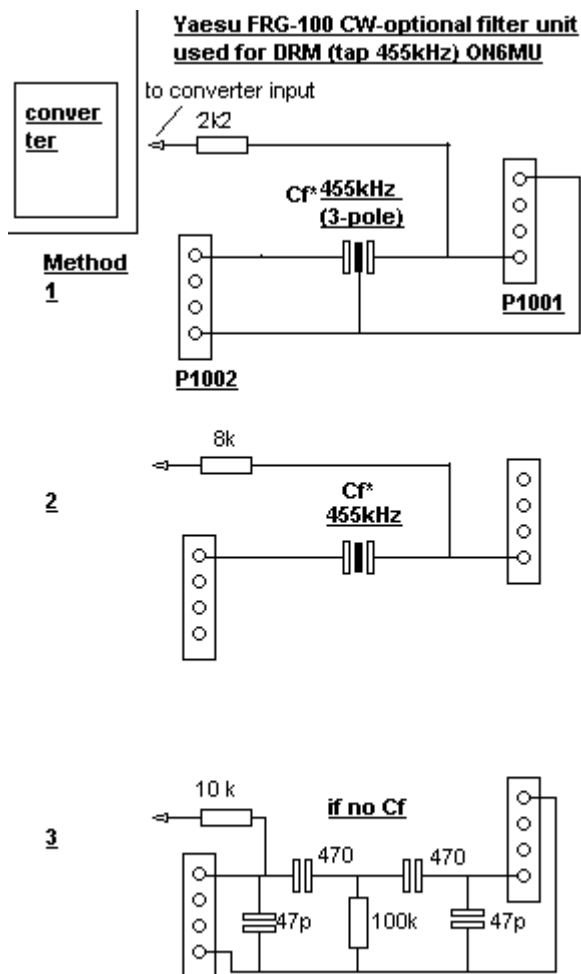 Yaesu FRG-100 CW-optional filter unit
used for DRM (tap 455kHz) ON6MU
to converter input
conver
ter
2k2
Cf* 455kHz
(3-pole)
Method
1
P1001
P1002
8k
Cf*
455kHz
2
10 k
if no Cf
3
470
470
47p
100k
47p